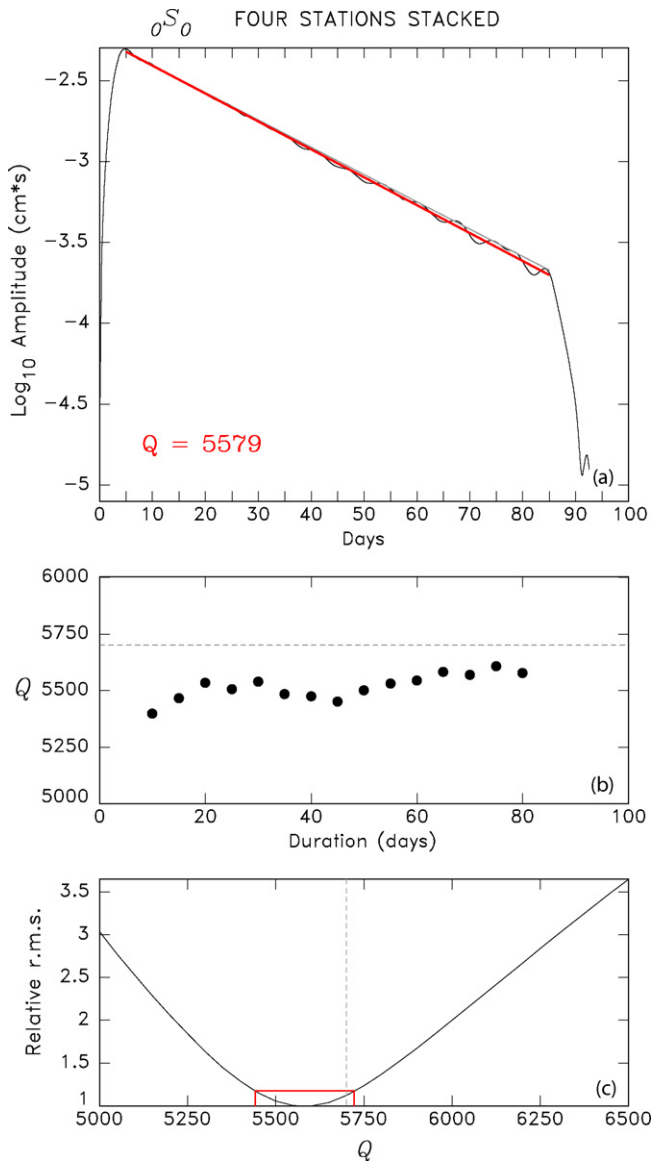 ₀S₀ FOUR STATIONS STACKED
Log₁₀ Amplitude (cm*s)
-2.5
-3
-3.5
-4
-4.5
-5
Q = 5579
(a)
0 10 20 30 40 50 60 70 80 90 100
Days
Q
6000
5750
5500
5250
5000
(b)
0 20 40 60 80 100
Duration (days)
Relative r.m.s.
3.5
3
2.5
2
1.5
1
(c)
5000 5250 5500 5750 6000 6250 6500
Q